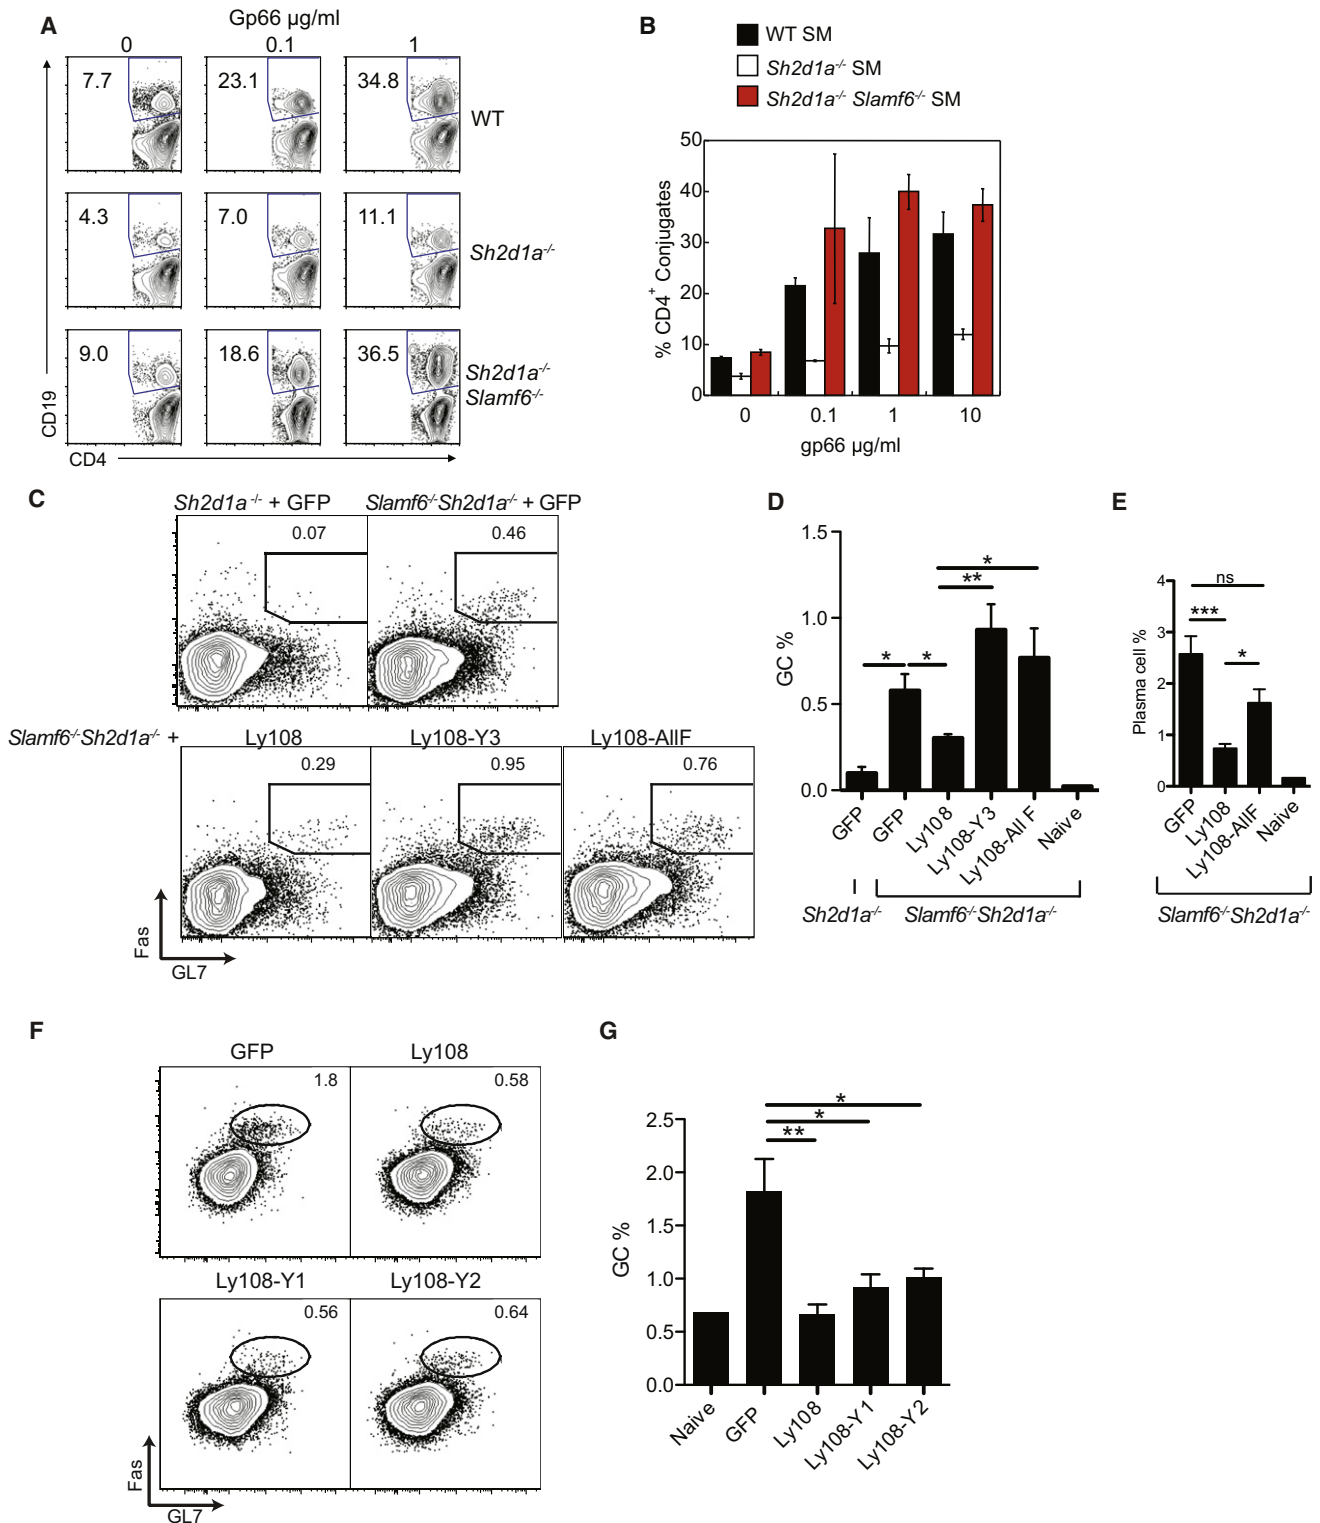 A
Gp66 µg/ml
0 0.1 1
7.7 23.1 34.8 WT
4.3 7.0 11.1 Sh2d1a-/-
9.0 18.6 36.5 Sh2d1a-/- Slamf6-/-
CD19
CD4
B
WT SM
Sh2d1a-/- SM
Sh2d1a-/- Slamf6-/- SM
50
40
30
20
10
0
% CD4+ Conjugates
0 0.1 1 10
gp66 µg/ml
C
Sh2d1a-/- + GFP Slamf6-/-Sh2d1a-/- + GFP
0.07 0.46
Slamf6-/-Sh2d1a-/- + Ly108 Ly108-Y3 Ly108-AllF
0.29 0.95 0.76
Fas
GL7
D
1.5
1.0
0.5
0.0
GC %
* * ** *
GFP GFP Ly108 Ly108-Y3 Ly108-All F Naive
Sh2d1a-/- Slamf6-/-Sh2d1a-/-
E
4
3
2
1
0
Plasma cell %
ns
***
*
GFP Ly108 Ly108-AllF Naive
Slamf6-/-Sh2d1a-/-
F
GFP Ly108
1.8 0.58
Ly108-Y1 Ly108-Y2
0.56 0.64
Fas
GL7
G
2.5
2.0
1.5
1.0
0.5
0.0
GC %
*
*
**
Naive GFP Ly108 Ly108-Y1 Ly108-Y2